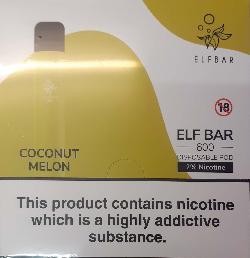 ELFBAR
18
ELF BAR
600
DISPOSABLE POD
2% Nicotine
COCONUT
MELON
This product contains nicotine
which is a highly addictive
substance.